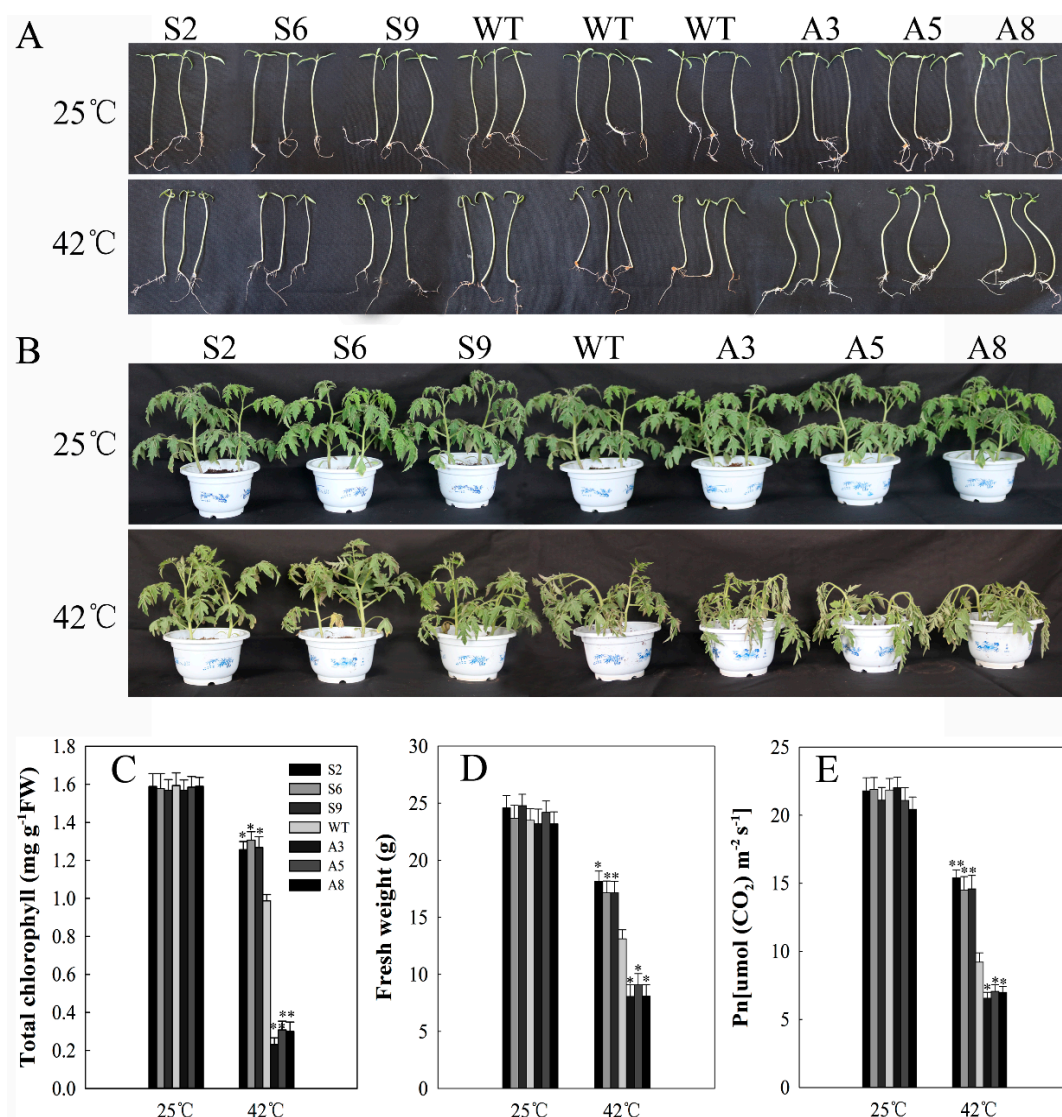 A
S2 S6 S9 WT WT WT A3 A5 A8
25℃
42℃
B
S2 S6 S9 WT A3 A5 A8
25℃
42℃
C
Total chlorophyll (mg g⁻¹FW)
1.8
1.6
1.4
1.2
1.0
0.8
0.6
0.4
0.2
0.0
S2
S6
S9
WT
A3
A5
A8
* * *
** **
25℃ 42℃
D
Fresh weight (g)
30
25
20
15
10
5
0
* **
* * *
25℃ 42℃
E
Pn[umol (CO₂) m⁻² s⁻¹)
25
20
15
10
5
0
** **
* * *
25℃ 42℃